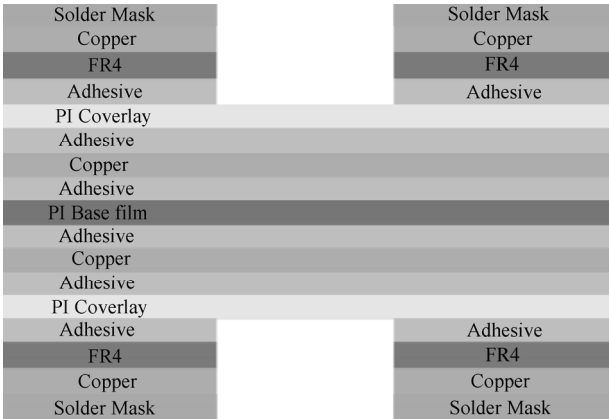 Solder Mask Solder Mask
Copper Copper
FR4 FR4
Adhesive Adhesive
PI Coverlay
Adhesive
Copper
Adhesive
PI Base film
Adhesive
Copper
Adhesive
PI Coverlay
Adhesive Adhesive
FR4 FR4
Copper Copper
Solder Mask Solder Mask